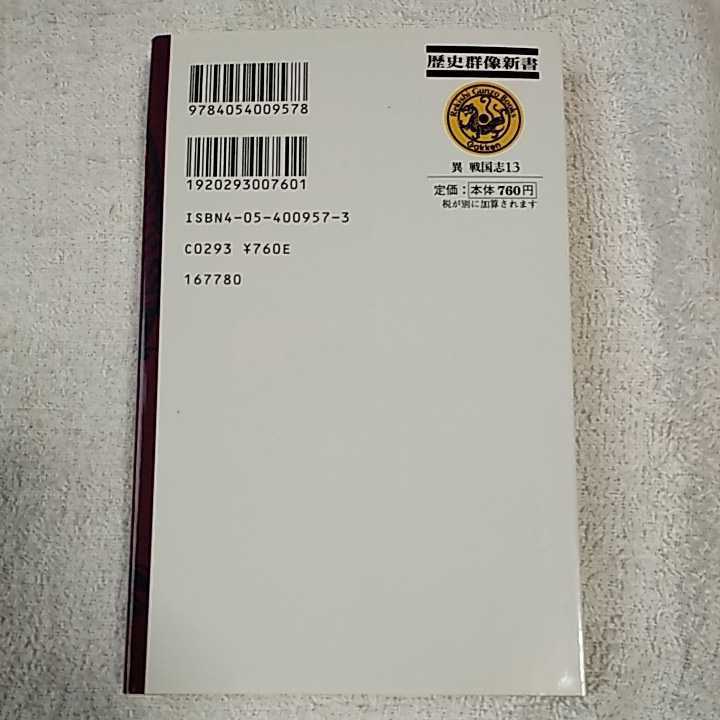 9784054009578
1920293007601
ISBN4-05-400957-3
C0293 ¥760E
167780
歴史群像新書
Rekishi Gunzo Books
Gakken
異 戦国志13
定価：本体760円
税が別に加算されます